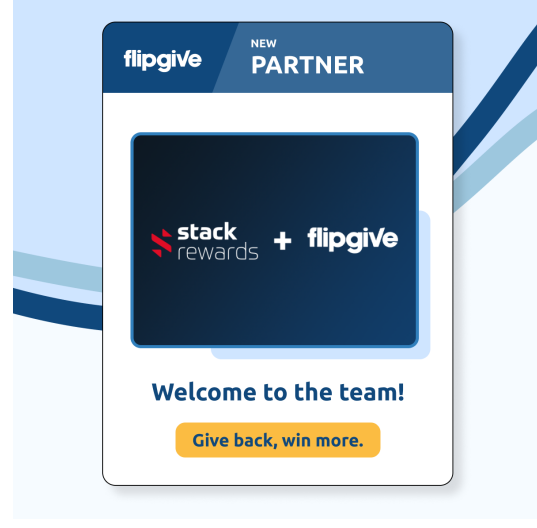 flipgive
NEW
PARTNER
stack
rewards
+
flipgive
Welcome to the team!
Give back, win more.